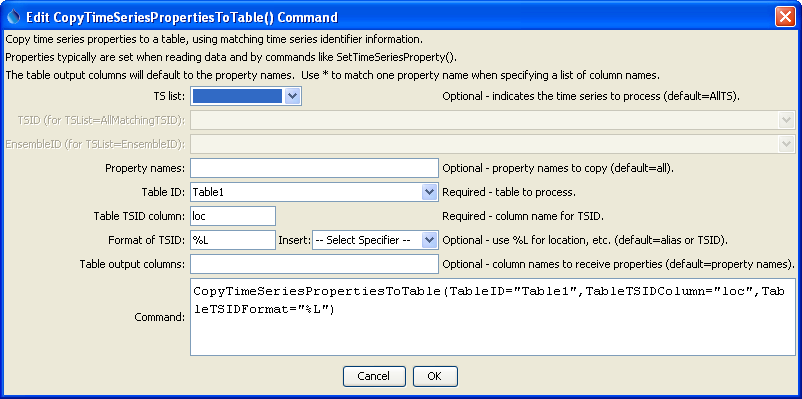 Edit CopyTimeSeriesPropertiesToTable() Command
Copy time series properties to a table, using matching time series identifier information.
Properties typically are set when reading data and by commands like SetTimeSeriesProperty().
The table output columns will default to the property names. Use * to match one property name when specifying a list of column names.
TS list: Optional - indicates the time series to process (default=AllTS).
TSID (for TSList=AllMatchingTSID):
EnsembleID (for TSList=EnsembleID):
Property names: Optional - property names to copy (default=all).
Table ID: Table1 Required - table to process.
Table TSID column: loc Required - column name for TSID.
Format of TSID: %L Insert: -- Select Specifier -- Optional - use %L for location, etc. (default=alias or TSID).
Table output columns: Optional - column names to receive properties (default=property names).
CopyTimeSeriesPropertiesToTable(TableID="Table1",TableTSIDColumn="loc",Tab
Command: leTSIDFormat="%L")
Cancel OK